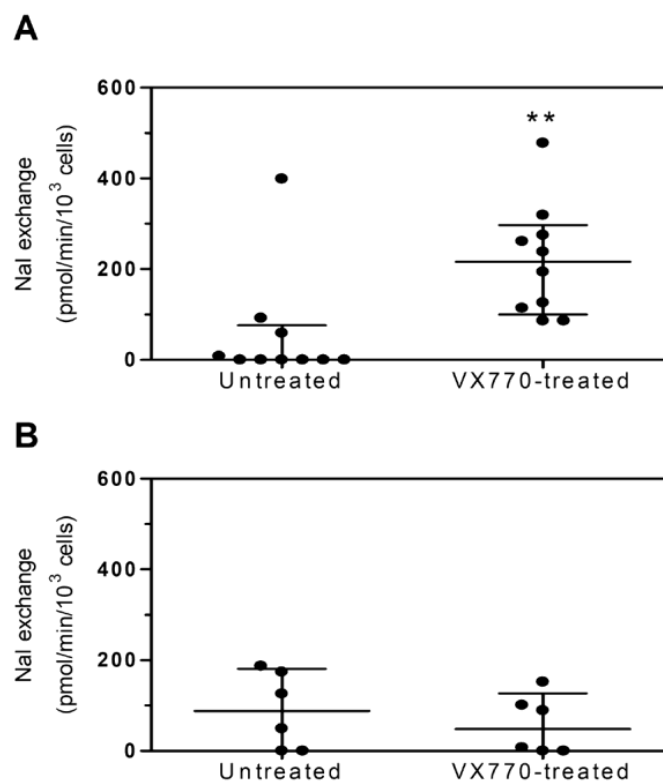 A
NaI exchange
(pmol/min/10³ cells)
600
400
200
0
**
Untreated VX770-treated
B
NaI exchange
(pmol/min/10³ cells)
600
400
200
0
Untreated VX770-treated